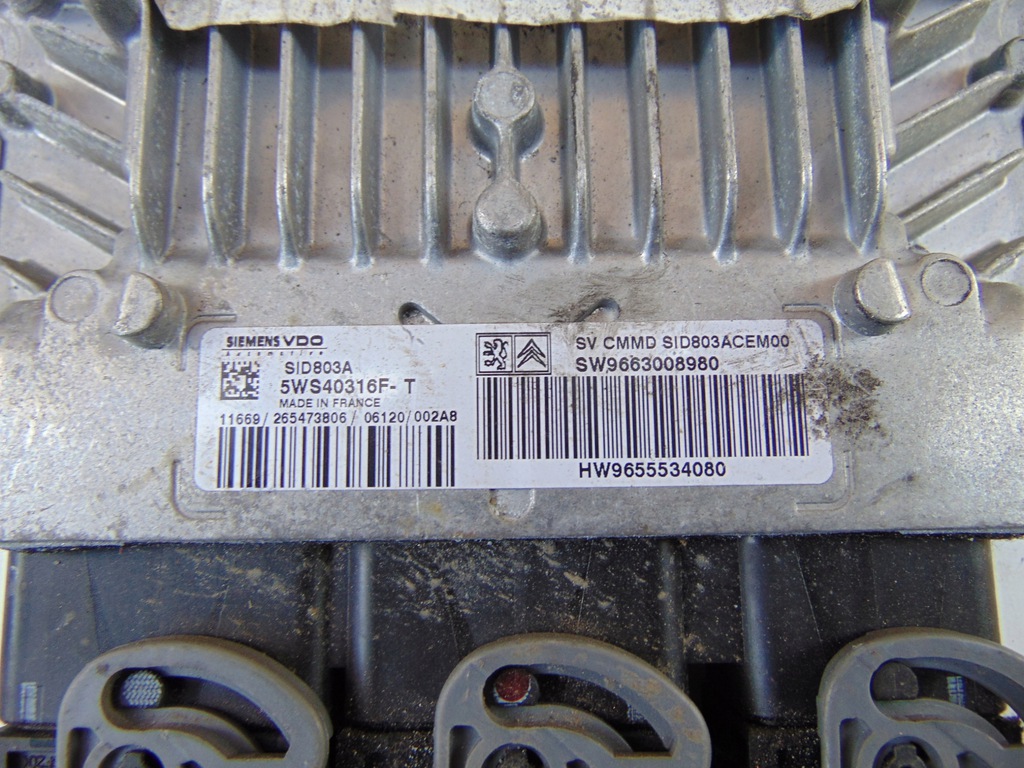 SIEMENS VDO
Automotive
SID803A
5WS40316F- T
MADE IN FRANCE
11669/ 265473806 / 06120/ 002A8
SV CMMD SID803ACEM00
SW9663008980
HW9655534080